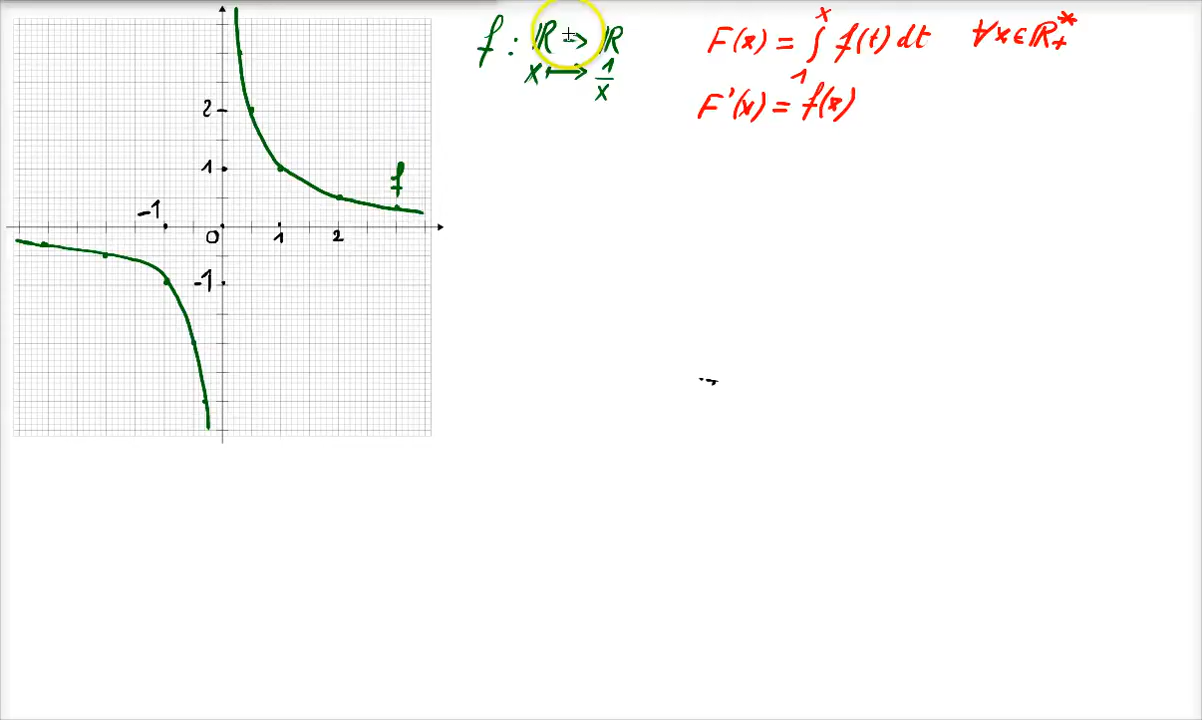 f : ℝ → ℝ
x ⟼ 1/x
F(x) = ∫₁ˣ f(t) dt ∀x∈ℝ₊*
F'(x) = f(x)
2
1
f
-1
0 1 2
-1